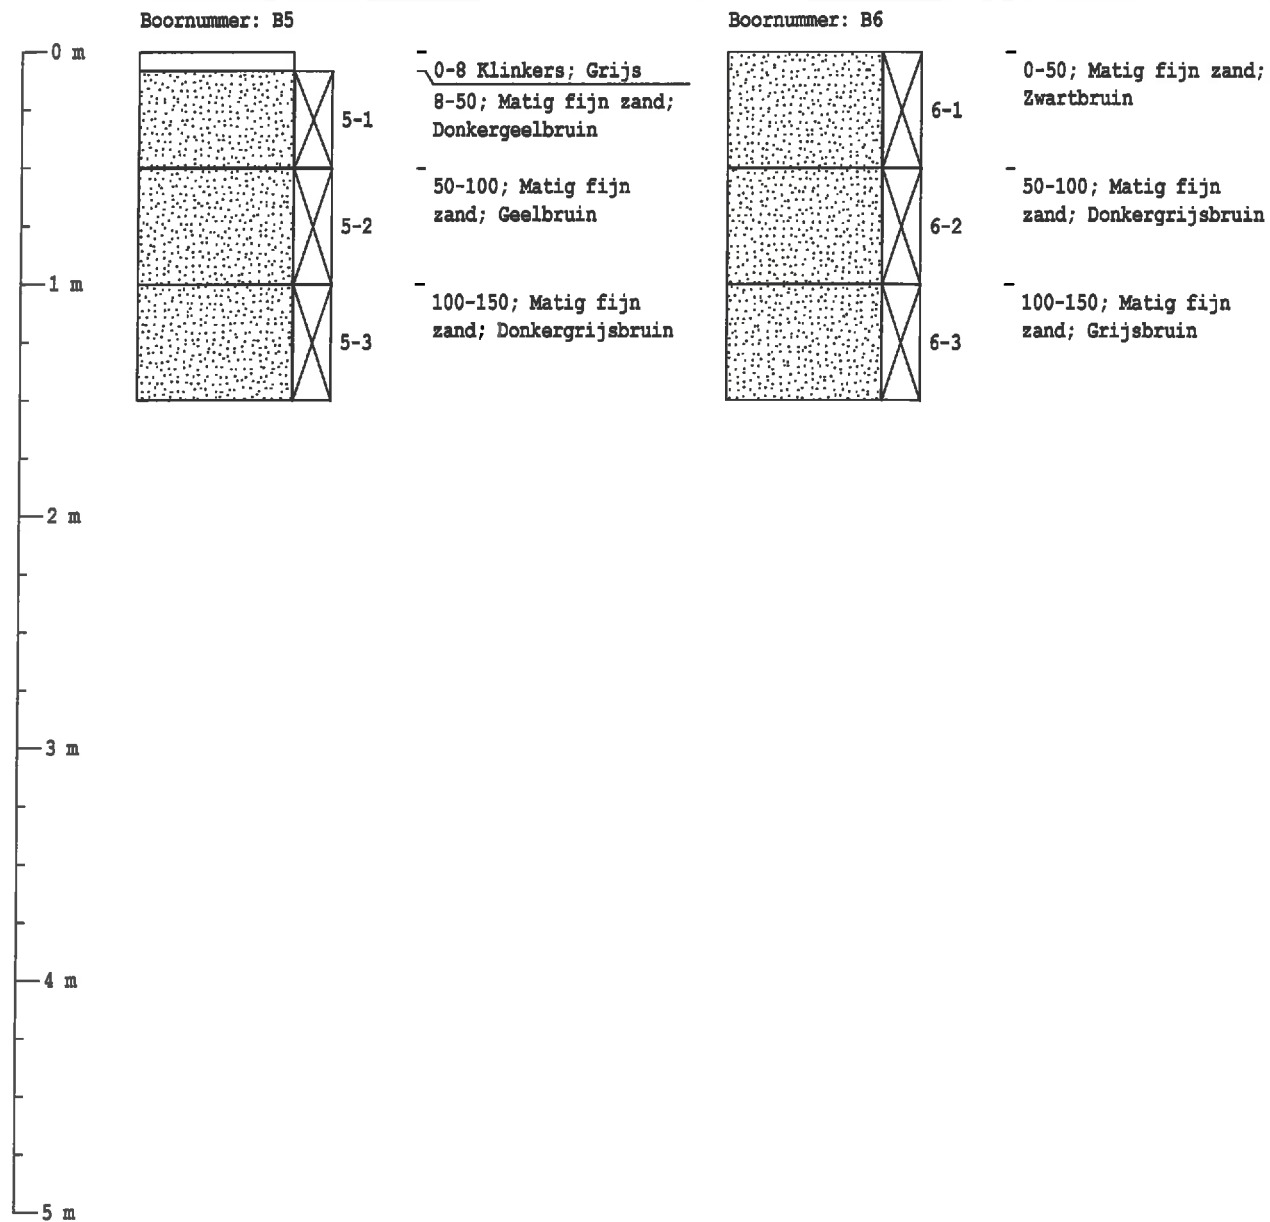 Boornummer: B5
0 m
0-8 Klinkers; Grijs
8-50; Matig fijn zand;
Donkergeelbruin
5-1
50-100; Matig fijn
zand; Geelbruin
5-2
1 m
100-150; Matig fijn
zand; Donkergrijsbruin
5-3
2 m
3 m
4 m
5 m
Boornummer: B6
0-50; Matig fijn zand;
Zwartbruin
6-1
50-100; Matig fijn
zand; Donkergrijsbruin
6-2
100-150; Matig fijn
zand; Grijsbruin
6-3